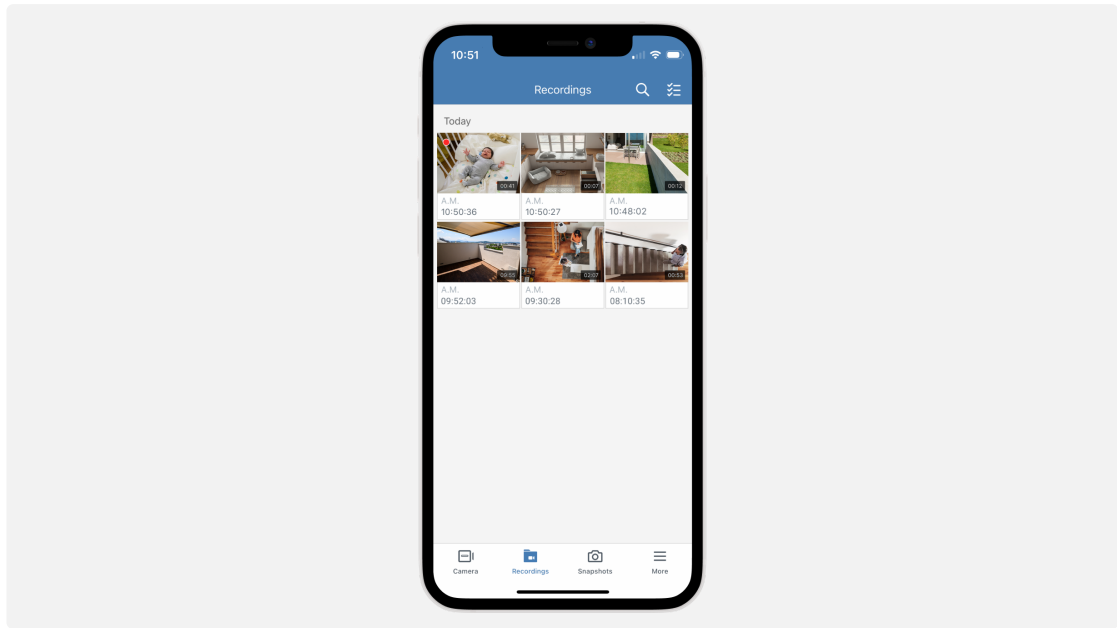 10:51
Recordings
Today
00:41
00:07
00:12
A.M.
10:50:36
A.M.
10:50:27
A.M.
10:48:02
09:55
02:07
00:53
A.M.
09:52:03
A.M.
09:30:28
A.M.
08:10:35
Camera
Recordings
Snapshots
More